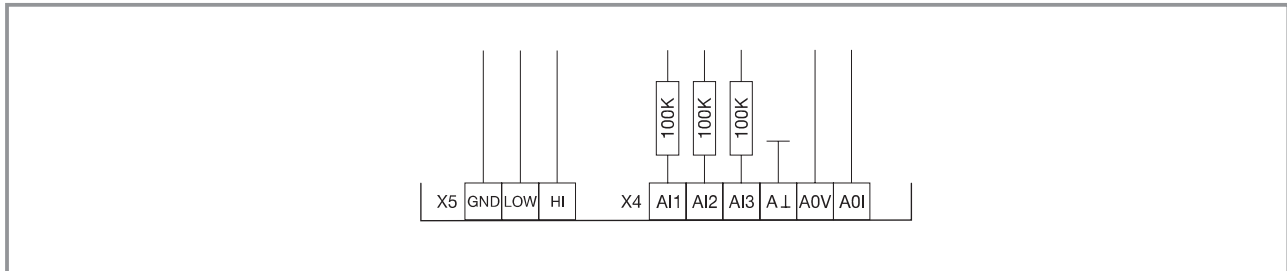 100K 100K 100K
X5 GND LOW HI X4 AI1 AI2 AI3 A⊥ A0V A0I